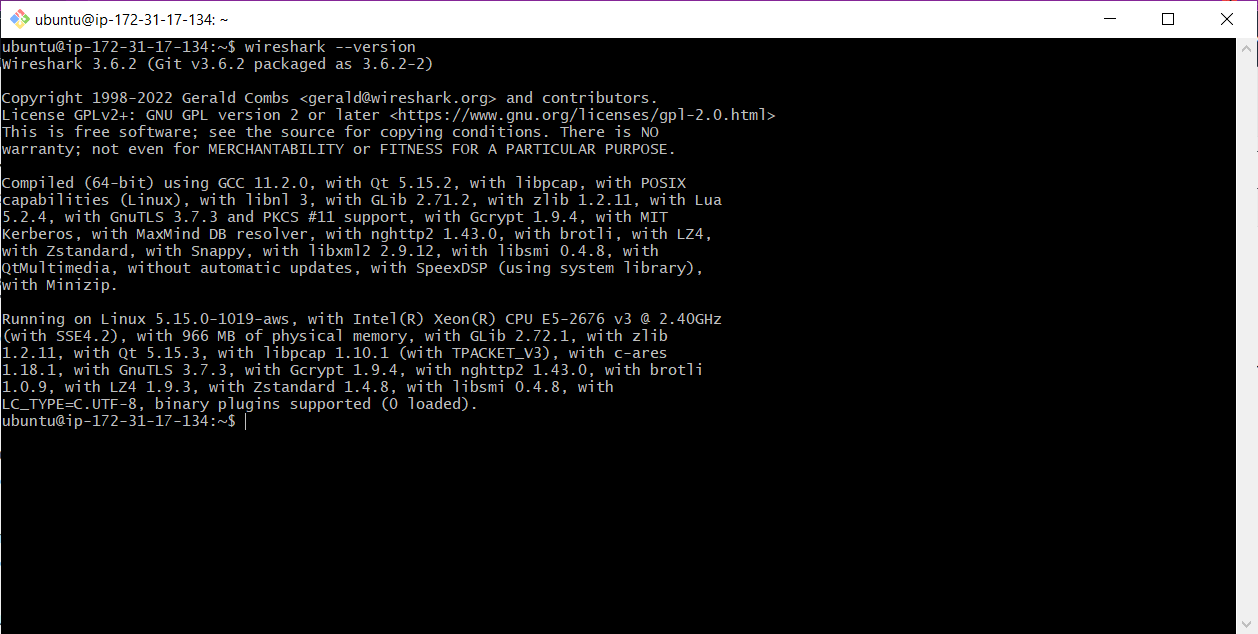 ubuntu@ip-172-31-17-134: ~
ubuntu@ip-172-31-17-134:~$ wireshark --version
Wireshark 3.6.2 (Git v3.6.2 packaged as 3.6.2-2)
Copyright 1998-2022 Gerald Combs <gerald@wireshark.org> and contributors.
License GPLv2+: GNU GPL version 2 or later <https://www.gnu.org/licenses/gpl-2.0.html>
This is free software; see the source for copying conditions. There is NO
warranty; not even for MERCHANTABILITY or FITNESS FOR A PARTICULAR PURPOSE.
Compiled (64-bit) using GCC 11.2.0, with Qt 5.15.2, with libpcap, with POSIX
capabilities (Linux), with libnl 3, with GLib 2.71.2, with zlib 1.2.11, with Lua
5.2.4, with GnuTLS 3.7.3 and PKCS #11 support, with Gcrypt 1.9.4, with MIT
Kerberos, with MaxMind DB resolver, with nghttp2 1.43.0, with brotli, with LZ4,
with Zstandard, with Snappy, with libxml2 2.9.12, with libsmi 0.4.8, with
QtMultimedia, without automatic updates, with SpeexDSP (using system library),
with Minizip.
Running on Linux 5.15.0-1019-aws, with Intel(R) Xeon(R) CPU E5-2676 v3 @ 2.40GHz
(with SSE4.2), with 966 MB of physical memory, with GLib 2.72.1, with zlib
1.2.11, with Qt 5.15.3, with libpcap 1.10.1 (with TPACKET_V3), with c-ares
1.18.1, with GnuTLS 3.7.3, with Gcrypt 1.9.4, with nghttp2 1.43.0, with brotli
1.0.9, with LZ4 1.9.3, with Zstandard 1.4.8, with libsmi 0.4.8, with
LC_TYPE=C.UTF-8, binary plugins supported (0 loaded).
ubuntu@ip-172-31-17-134:~$